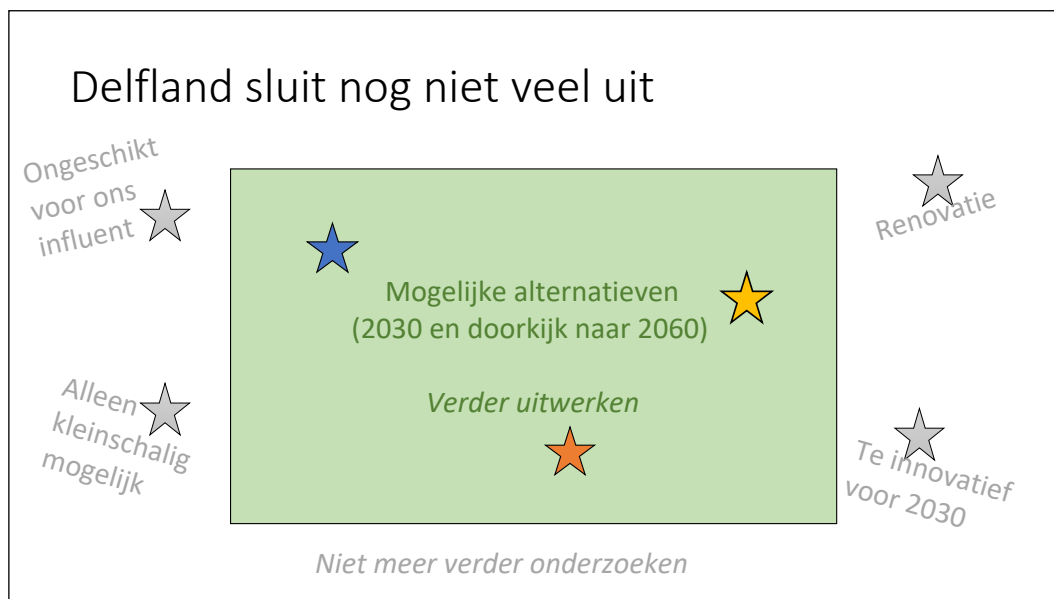 Delfland sluit nog niet veel uit
Ongeschikt
voor ons
influent
Renovatie
Mogelijke alternatieven
(2030 en doorkijk naar 2060)
Verder uitwerken
Alleen
kleinschalig
mogelijk
Te innovatief
voor 2030
Niet meer verder onderzoeken